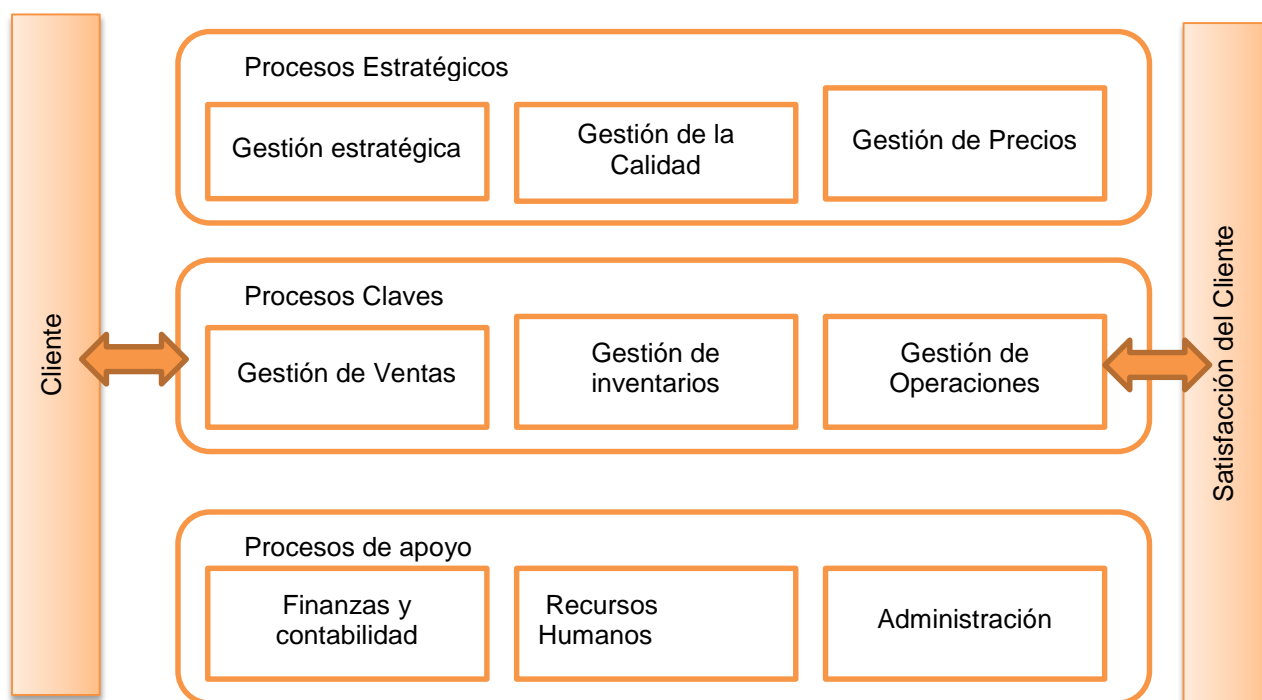 Procesos Estratégicos
Gestión estratégica
Gestión de la
Calidad
Gestión de Precios
Cliente
Procesos Claves
Gestión de Ventas
Gestión de
inventarios
Gestión de
Operaciones
Satisfacción del Cliente
Procesos de apoyo
Finanzas y
contabilidad
Recursos
Humanos
Administración